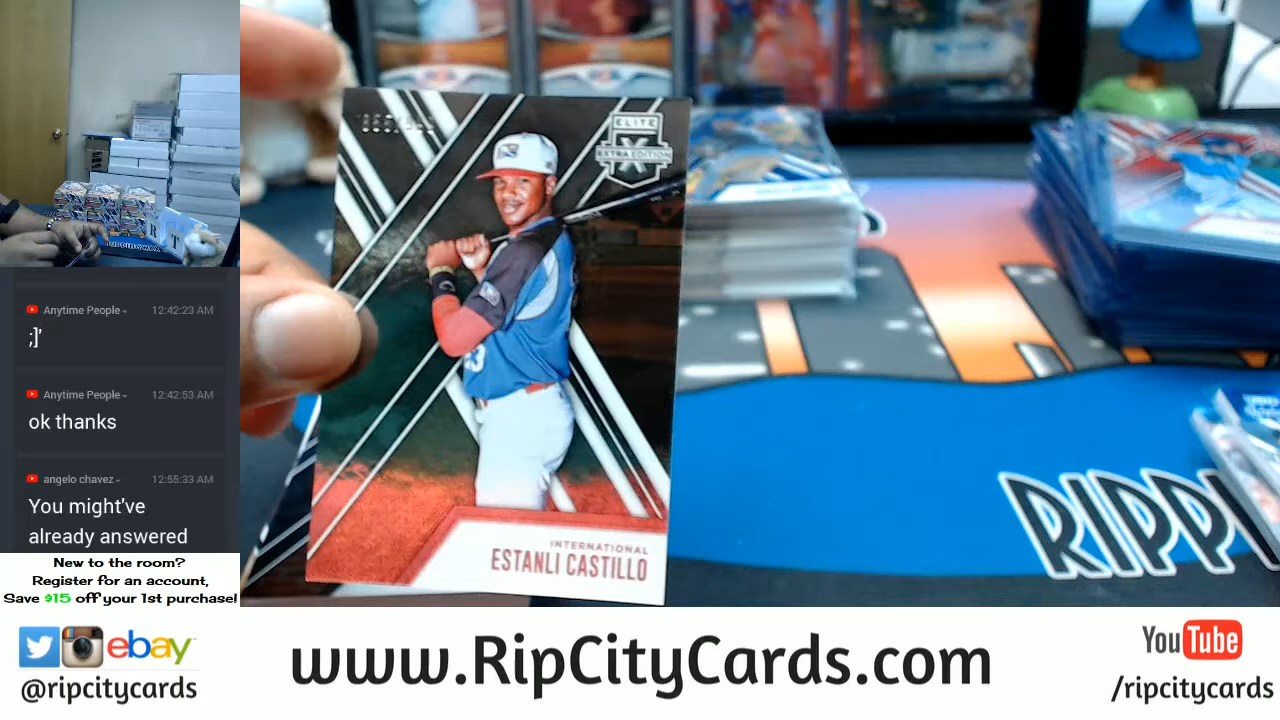 Anytime People
12:42:23 AM
;]'
Anytime People
12:42:53 AM
ok thanks
angelo chavez
12:55:33 AM
You might've
already answered
New to the room?
Register for an account,
Save $15 off your 1st purchase!
ELITE
EXTRA EDITION
INTERNATIONAL
ESTANLI CASTILLO
RIPP
ebay
@ripcitycards
www.RipCityCards.com
YouTube
/ripcitycards